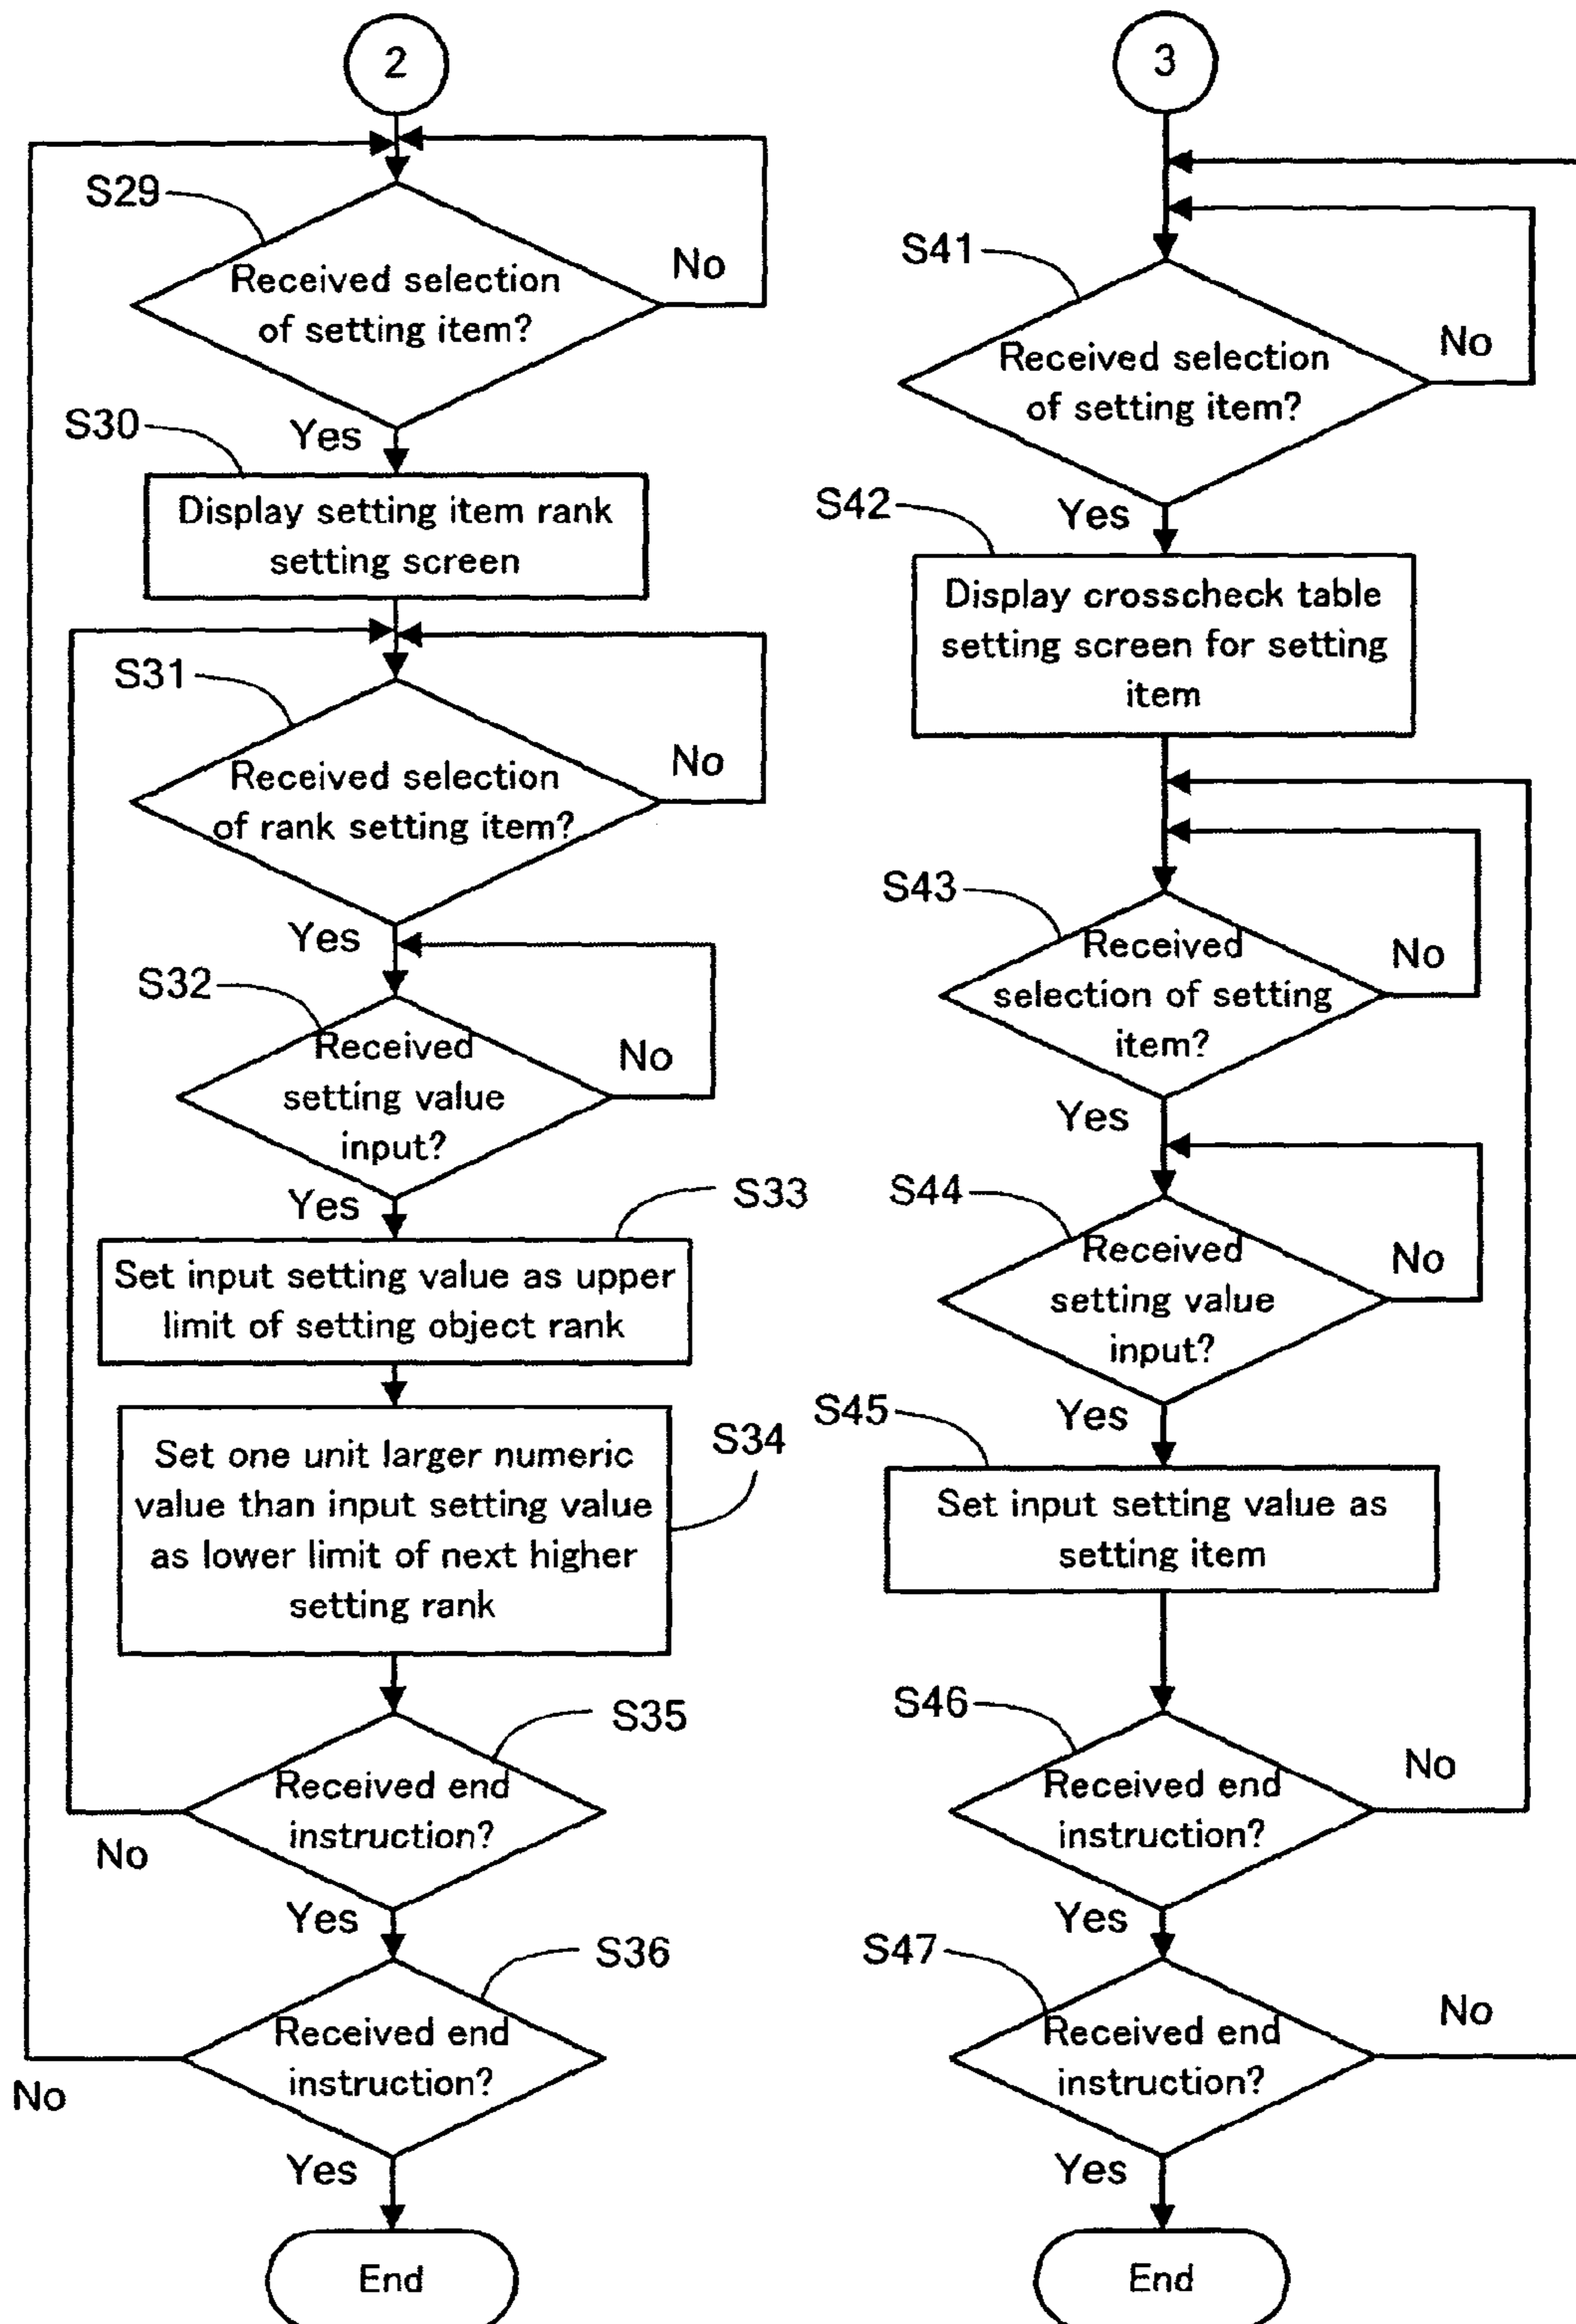 2
S29
Received selection
of setting item?
No
Yes
S30
Display setting item rank
setting screen
S31
Received selection
of rank setting item?
No
Yes
S32
Received
setting value
input?
No
Yes
S33
Set input setting value as upper
limit of setting object rank
S34
Set one unit larger numeric
value than input setting value
as lower limit of next higher
setting rank
S35
Received end
instruction?
No
Yes
S36
Received end
instruction?
No
Yes
End
3
S41
Received selection
of setting item?
No
Yes
S42
Display crosscheck table
setting screen for setting
item
S43
Received
selection of setting
item?
No
Yes
S44
Received
setting value
input?
No
Yes
S45
Set input setting value as
setting item
S46
Received end
instruction?
No
Yes
S47
Received end
instruction?
No
Yes
End